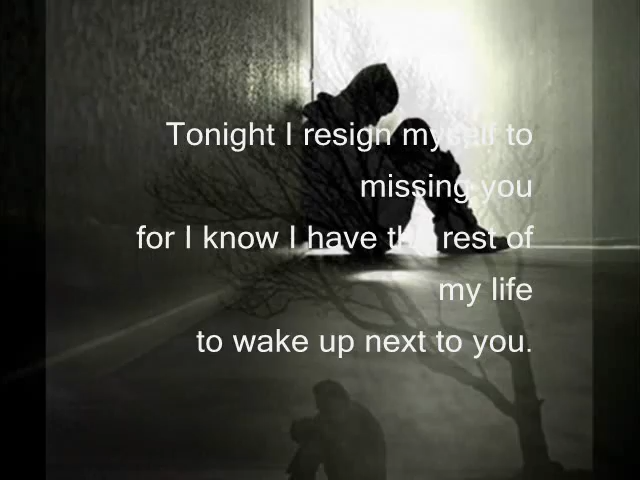 Tonight I resign myself to
missing you
for I know I have the rest of
my life
to wake up next to you.